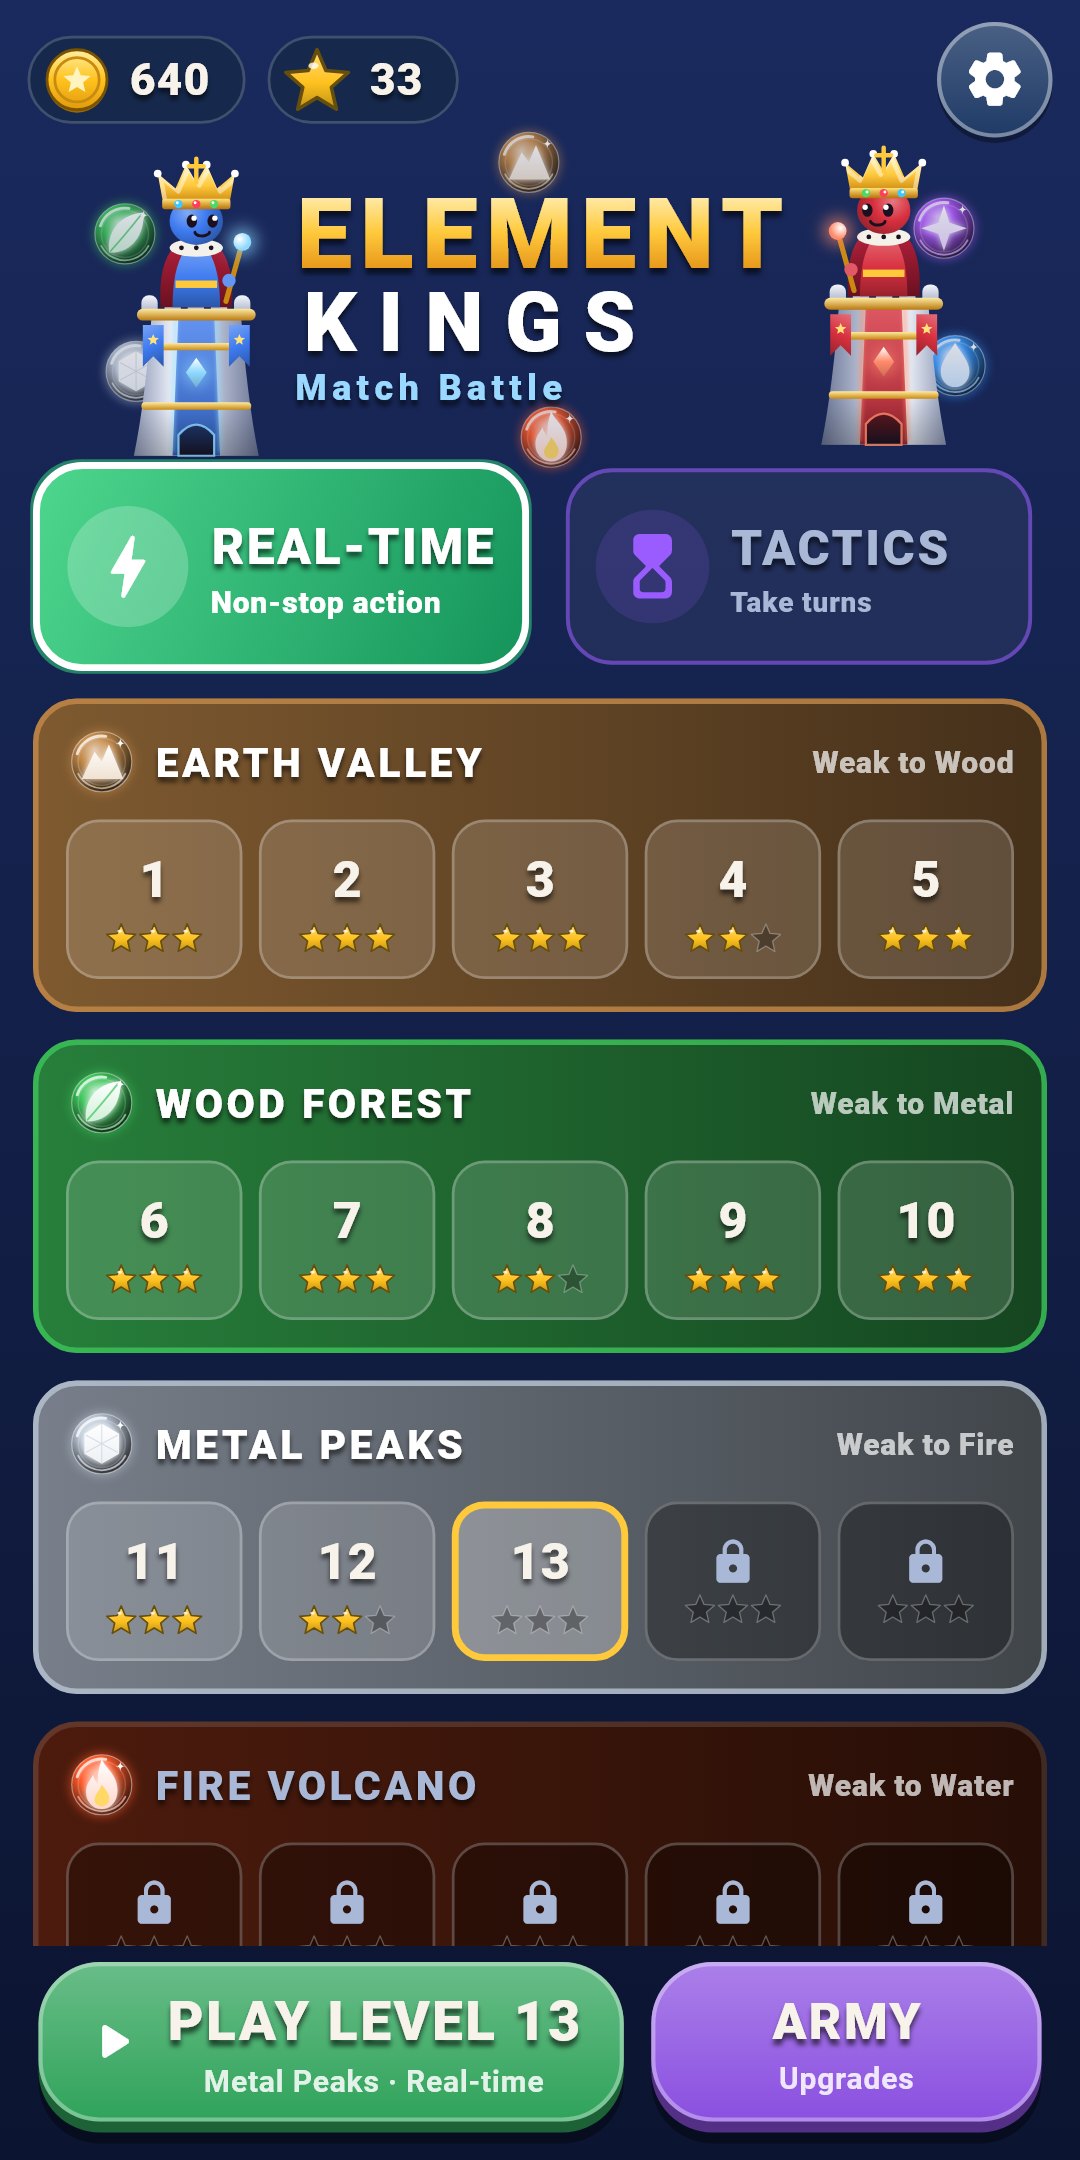 640
33
ELEMENT
KINGS
Match Battle
REAL-TIME
Non-stop action
TACTICS
Take turns
EARTH VALLEY
Weak to Wood
1
2
3
4
5
WOOD FOREST
Weak to Metal
6
7
8
9
10
METAL PEAKS
Weak to Fire
11
12
13
FIRE VOLCANO
Weak to Water
PLAY LEVEL 13
Metal Peaks · Real-time
ARMY
Upgrades